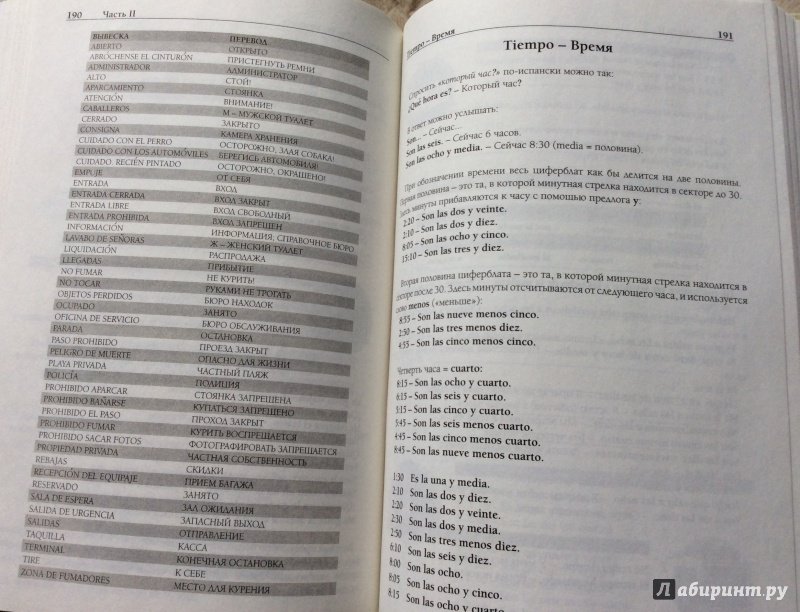 190 Часть II
ВЫВЕСКА ПЕРЕВОД
ABIERTO ОТКРЫТО
ABRÓCHENSE EL CINTURÓN ПРИСТЕГНУТЬ РЕМНИ
ADMINISTRADOR АДМИНИСТРАТОР
ALTO СТОЙ!
APARCAMIENTO СТОЯНКА
ATENCIÓN ВНИМАНИЕ!
CABALLEROS М – МУЖСКОЙ ТУАЛЕТ
CERRADO ЗАКРЫТО
CONSIGNA КАМЕРА ХРАНЕНИЯ
CUIDADO CON EL PERRO ОСТОРОЖНО, ЗЛАЯ СОБАКА!
CUIDADO CON LOS AUTOMÓVILES БЕРЕГИСЬ АВТОМОБИЛЯ!
CUIDADO. RECIÉN PINTADO ОСТОРОЖНО, ОКРАШЕНО!
EMPUJE ОТ СЕБЯ
ENTRADA ВХОД
ENTRADA CERRADA ВХОД ЗАКРЫТ
ENTRADA LIBRE ВХОД СВОБОДНЫЙ
ENTRADA PROHIBIDA ВХОД ЗАПРЕЩЕН
INFORMACIÓN ИНФОРМАЦИЯ, СПРАВОЧНОЕ БЮРО
LAVABO DE SEÑORAS Ж – ЖЕНСКИЙ ТУАЛЕТ
LIQUIDACIÓN РАСПРОДАЖА
LLEGADAS ПРИБЫТИЕ
NO FUMAR НЕ КУРИТЬ!
NO TOCAR РУКАМИ НЕ ТРОГАТЬ
OBJETOS PERDIDOS БЮРО НАХОДОК
OCUPADO ЗАНЯТО
OFICINA DE SERVICIO БЮРО ОБСЛУЖИВАНИЯ
PARADA ОСТАНОВКА
PASO PROHIBIDO ПРОЕЗД ЗАКРЫТ
PELIGRO DE MUERTE ОПАСНО ДЛЯ ЖИЗНИ
PLAYA PRIVADA ЧАСТНЫЙ ПЛЯЖ
POLICÍA ПОЛИЦИЯ
PROHIBIDO APARCAR СТОЯНКА ЗАПРЕЩЕНА
PROHIBIDO BAÑARSE КУПАТЬСЯ ЗАПРЕЩЕНО
PROHIBIDO EL PASO ПРОХОД ЗАКРЫТ
PROHIBIDO FUMAR КУРИТЬ ВОСПРЕЩАЕТСЯ
PROHIBIDO SACAR FOTOS ФОТОГРАФИРОВАТЬ ЗАПРЕЩАЕТСЯ
PROPIEDAD PRIVADA ЧАСТНАЯ СОБСТВЕННОСТЬ
REBAJAS СКИДКИ
RECEPCIÓN DEL EQUIPAJE ПРИЕМ БАГАЖА
RESERVADO ЗАНЯТО
SALA DE ESPERA ЗАЛ ОЖИДАНИЯ
SALIDA DE URGENCIA ЗАПАСНЫЙ ВЫХОД
SALIDAS ОТПРАВЛЕНИЕ
TAQUILLA КАССА
TERMINAL КОНЕЧНАЯ ОСТАНОВКА
TIRE К СЕБЕ
ZONA DE FUMADORES МЕСТО ДЛЯ КУРЕНИЯ
Tiempo – Время 191
Tiempo – Время
Спросить «который час?» по-испански можно так:
¿Qué hora es? – Который час?
В ответ можно услышать:
Son... – Сейчас...
Son las seis. – Сейчас 6 часов.
Son las ocho y media. – Сейчас 8:30 (media = половина).
При обозначении времени весь циферблат как бы делится на две половины.
Первая половина – это та, в которой минутная стрелка находится в секторе до 30.
Здесь минуты прибавляются к часу с помощью предлога y:
2:20 – Son las dos y veinte.
2:10 – Son las dos y diez.
8:05 – Son las ocho y cinco.
15:10 – Son las tres y diez.
Вторая половина циферблата – это та, в которой минутная стрелка находится в
секторе после 30. Здесь минуты отсчитываются от следующего часа, и используется
слово menos («меньше»):
8:55 – Son las nueve menos cinco.
2:50 – Son las tres menos diez.
4:55 – Son las cinco menos cinco.
Четверть часа = cuarto:
8:15 – Son las ocho y cuarto.
6:15 – Son las seis y cuarto.
5:15 – Son las cinco y cuarto.
5:45 – Son las seis menos cuarto.
4:45 – Son las cinco menos cuarto.
8:45 – Son las nueve menos cuarto.
1:30 Es la una y media.
2:10 Son las dos y diez.
2:20 Son las dos y veinte.
2:30 Son las dos y media.
2:50 Son las tres menos diez.
6:10 Son las seis y diez.
8:00 Son las ocho.
8:05 Son las ocho y cinco.
8:15 Son las ocho y
Лабиринт.ру